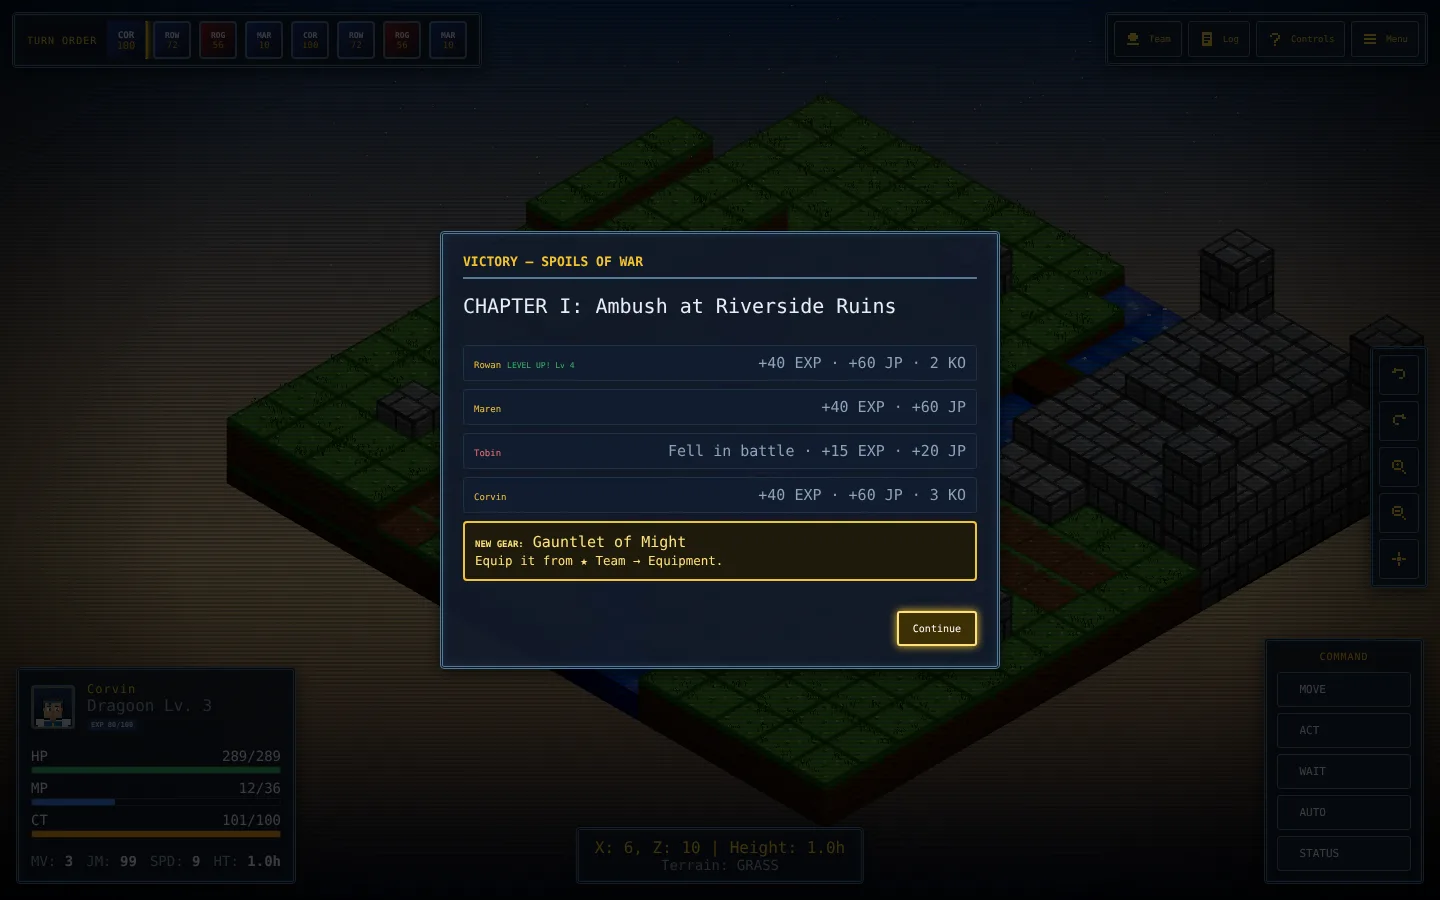 TURN ORDER
COR 100
ROW 72
ROG 56
MAR 10
COR 100
ROW 72
ROG 56
MAR 10
Team
Log
Controls
Menu
VICTORY — SPOILS OF WAR
CHAPTER I: Ambush at Riverside Ruins
Rowan LEVEL UP! Lv 4 +40 EXP · +60 JP · 2 KO
Maren +40 EXP · +60 JP
Tobin Fell in battle · +15 EXP · +20 JP
Corvin +40 EXP · +60 JP · 3 KO
NEW GEAR: Gauntlet of Might
Equip it from ★ Team → Equipment.
Continue
Corvin
Dragoon Lv. 3
EXP 80/100
HP 289/289
MP 12/36
CT 101/100
MV: 3 JM: 99 SPD: 9 HT: 1.0h
X: 6, Z: 10 | Height: 1.0h
Terrain: GRASS
COMMAND
MOVE
ACT
WAIT
AUTO
STATUS